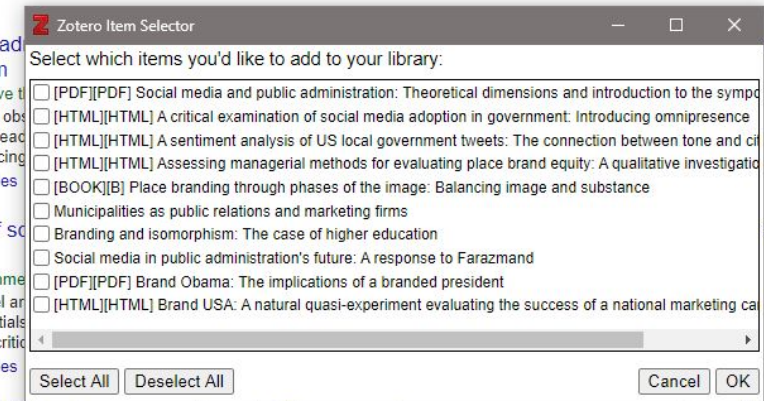 Zotero Item Selector
Select which items you'd like to add to your library:
[PDF][PDF] Social media and public administration: Theoretical dimensions and introduction to the sympo
[HTML][HTML] A critical examination of social media adoption in government: Introducing omnipresence
[HTML][HTML] A sentiment analysis of US local government tweets: The connection between tone and cit
[HTML][HTML] Assessing managerial methods for evaluating place brand equity: A qualitative investigatio
[BOOK][B] Place branding through phases of the image: Balancing image and substance
Municipalities as public relations and marketing firms
Branding and isomorphism: The case of higher education
Social media in public administration's future: A response to Farazmand
[PDF][PDF] Brand Obama: The implications of a branded president
[HTML][HTML] Brand USA: A natural quasi-experiment evaluating the success of a national marketing ca
Select All Deselect All Cancel OK